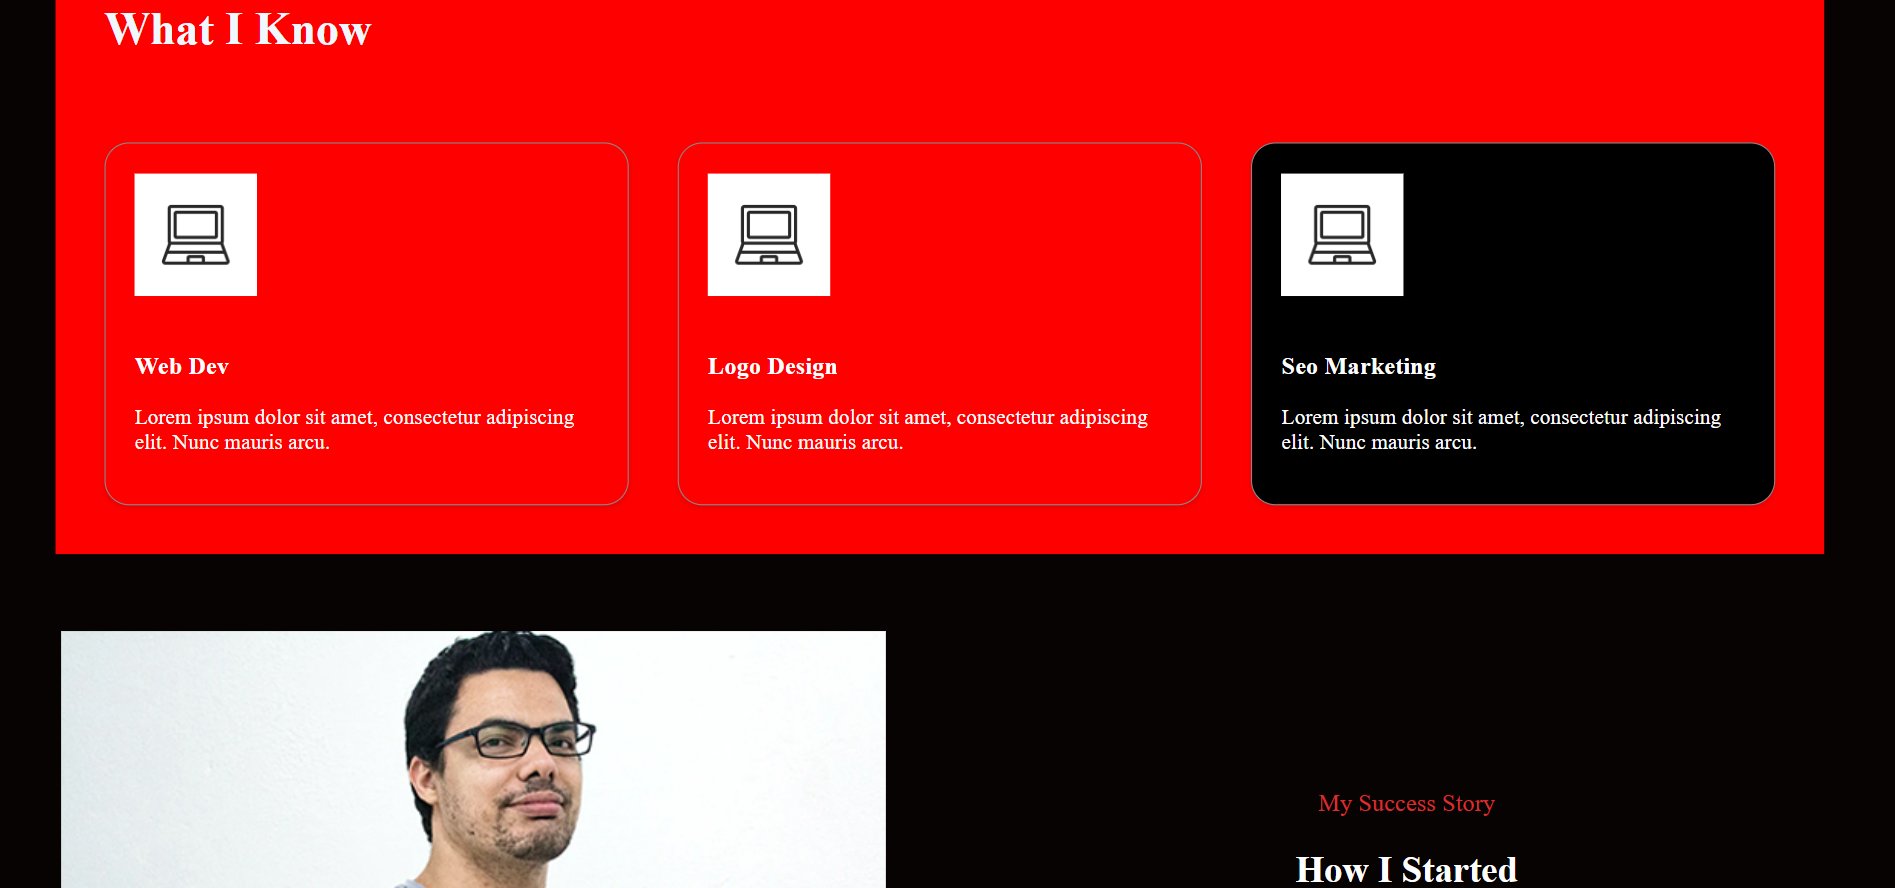 What I Know
Web Dev
Lorem ipsum dolor sit amet, consectetur adipiscing
elit. Nunc mauris arcu.
Logo Design
Lorem ipsum dolor sit amet, consectetur adipiscing
elit. Nunc mauris arcu.
Seo Marketing
Lorem ipsum dolor sit amet, consectetur adipiscing
elit. Nunc mauris arcu.
My Success Story
How I Started